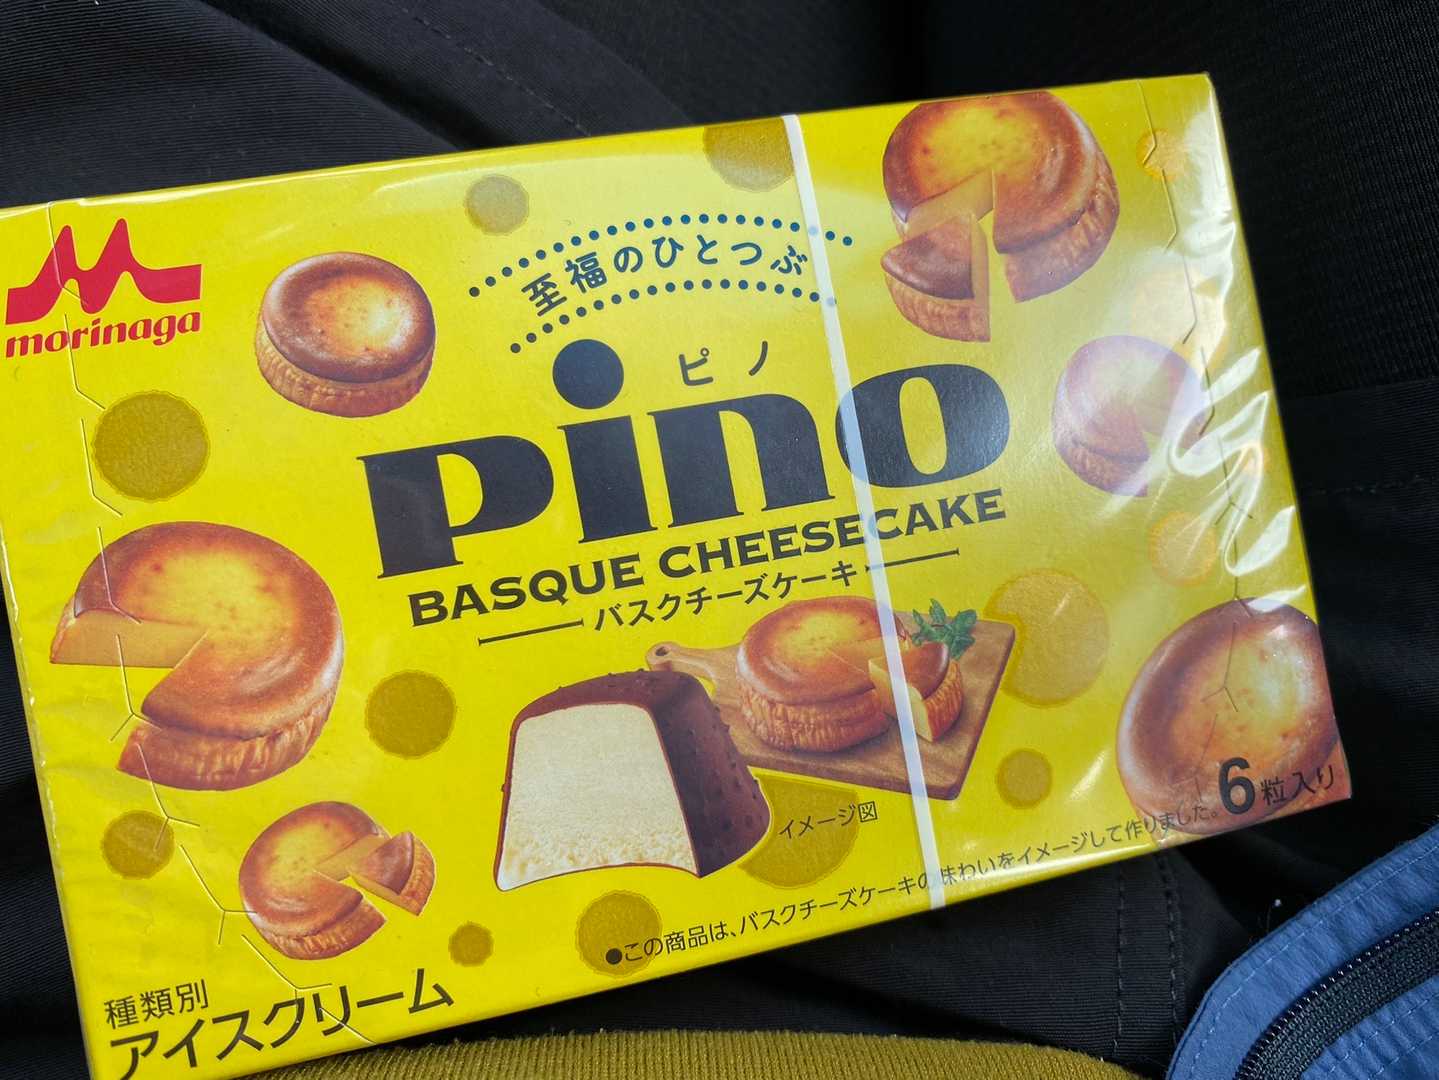 morinaga
至福のひとつぶ
ピノ
pino
BASQUE CHEESECAKE
バスクチーズケーキ
イメージ図
6粒入り
●この商品は、バスクチーズケーキの味わいをイメージして作りました。
種類別
アイスクリーム